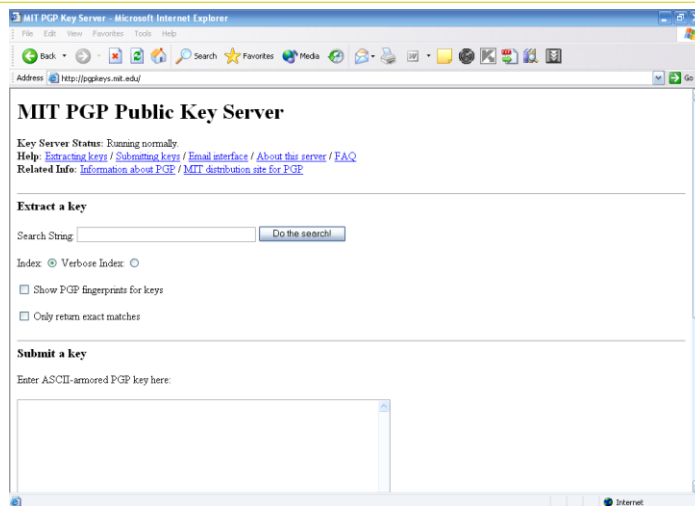 MIT PGP Key Server - Microsoft Internet Explorer
File Edit View Favorites Tools Help
Back Search Favorites Media
Address http://pgpkeys.mit.edu/ Go
MIT PGP Public Key Server
Key Server Status: Running normally.
Help: Extracting keys / Submitting keys / Email interface / About this server / FAQ
Related Info: Information about PGP / MIT distribution site for PGP
Extract a key
Search String: Do the search!
Index: Verbose Index:
Show PGP fingerprints for keys
Only return exact matches
Submit a key
Enter ASCII-armored PGP key here:
Internet